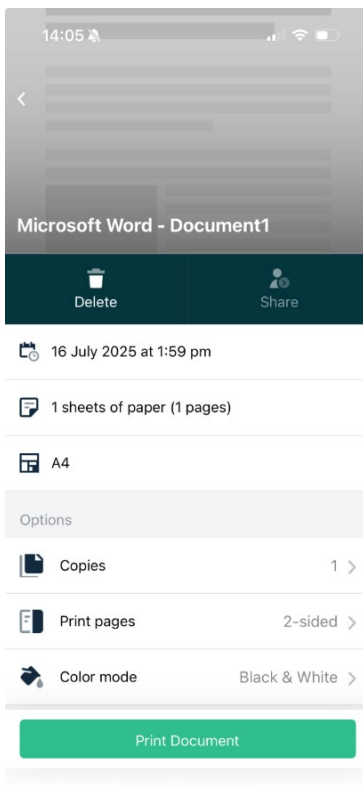 14:05
Microsoft Word - Document1
Delete
Share
16 July 2025 at 1:59 pm
1 sheets of paper (1 pages)
A4
Options
Copies 1
Print pages 2-sided
Color mode Black & White
Print Document